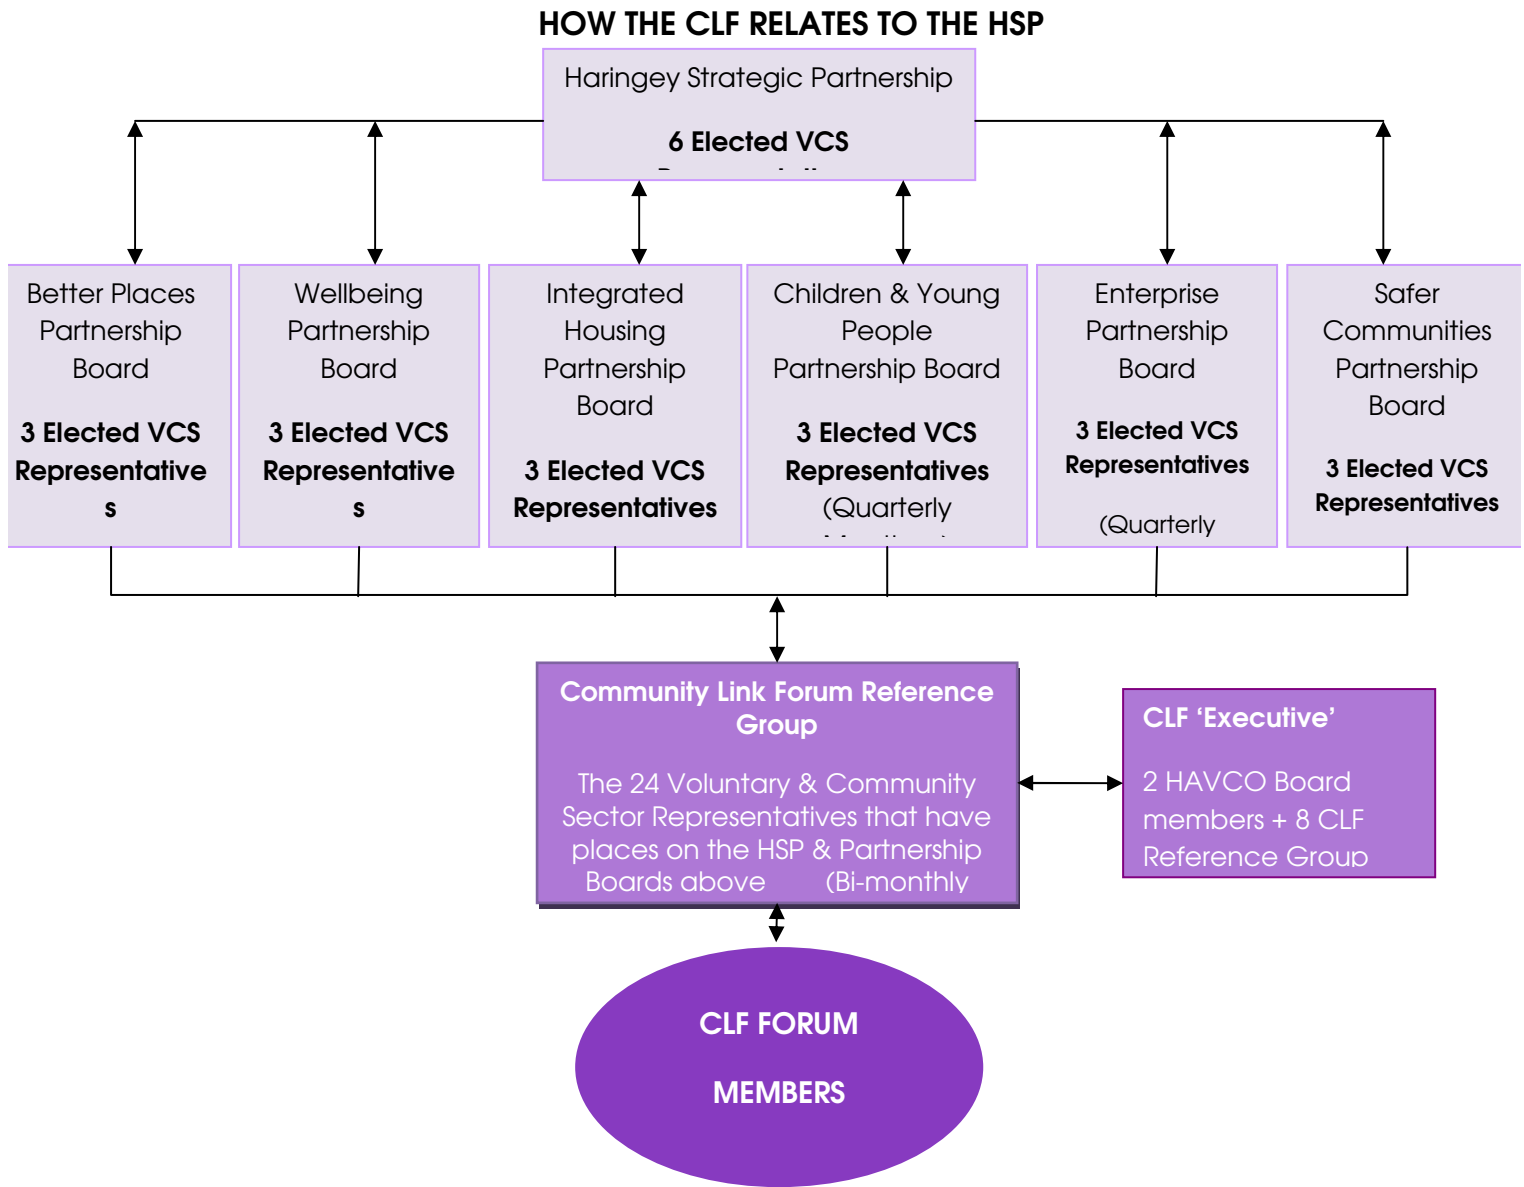 HOW THE CLF RELATES TO THE HSP
Haringey Strategic Partnership
6 Elected VCS
Better Places
Partnership
Board
3 Elected VCS
Representative
s
Wellbeing
Partnership
Board
3 Elected VCS
Representative
s
Integrated
Housing
Partnership
Board
3 Elected VCS
Representatives
Children & Young
People
Partnership Board
3 Elected VCS
Representatives
(Quarterly
Enterprise
Partnership
Board
3 Elected VCS
Representatives
(Quarterly
Safer
Communities
Partnership
Board
3 Elected VCS
Representatives
Community Link Forum Reference
Group
The 24 Voluntary & Community
Sector Representatives that have
places on the HSP & Partnership
Boards above (Bi-monthly
CLF ‘Executive’
2 HAVCO Board
members + 8 CLF
Reference Group
CLF FORUM
MEMBERS